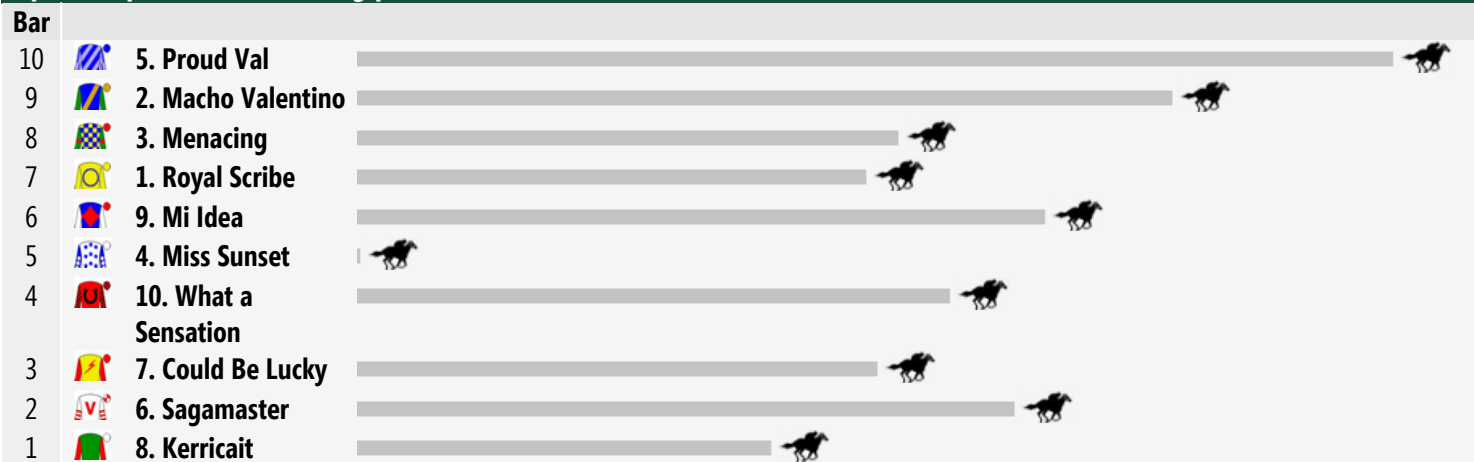 Bar
10 5. Proud Val
9 2. Macho Valentino
8 3. Menacing
7 1. Royal Scribe
6 9. Mi Idea
5 4. Miss Sunset
4 10. What a
Sensation
3 7. Could Be Lucky
2 V 6. Sagamaster
1 8. Kerricait